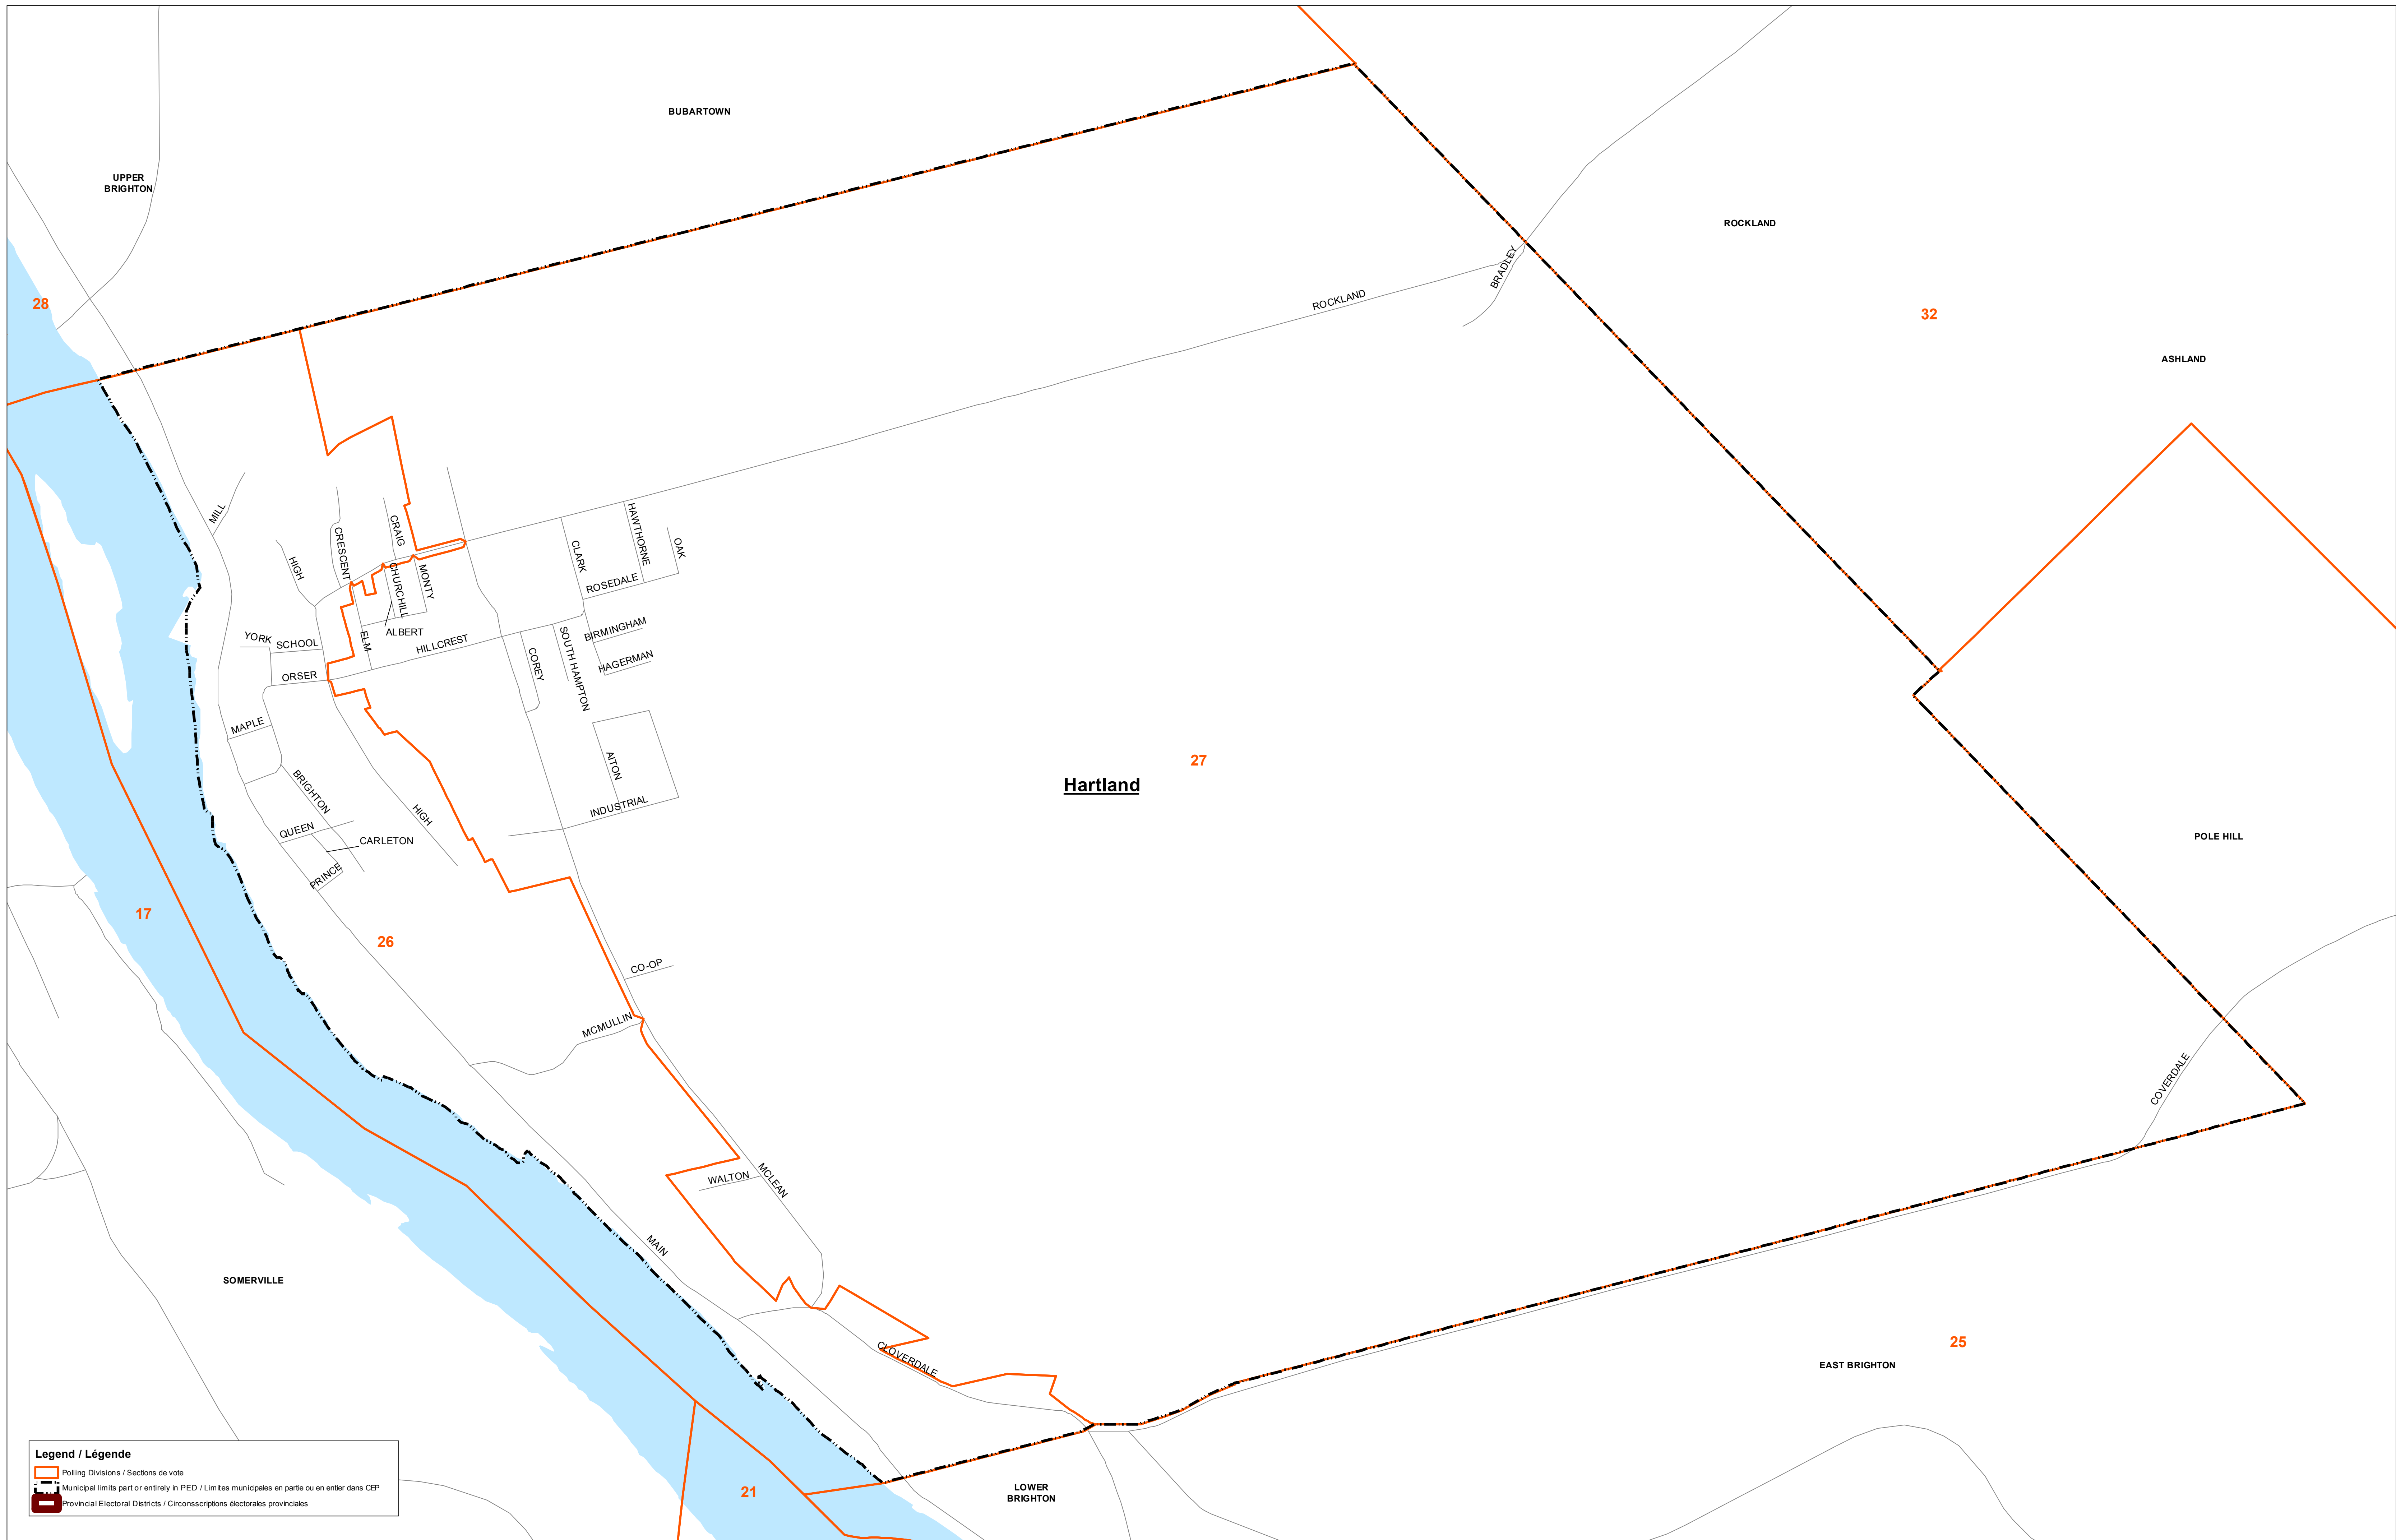 BUBARTOWN
UPPER
BRIGHTON
ROCKLAND
BRADLEY
ROCKLAND
28
32
ASHLAND
MILL
CRAIG
CRESCENT
HIGH
HAWTHORNE
CLARK
OAK
CHURCHILL
MONTY
ROSEDALE
ALBERT
YORK
SCHOOL
ELM
HILLCREST
BIRMINGHAM
SOUTH HAMPTON
COREY
HAGERMAN
ORSER
MAPLE
AITON
27
Hartland
BRIGHTON
HIGH
INDUSTRIAL
QUEEN
CARLETON
PRINCE
POLE HILL
17
26
CO-OP
MCMULLIN
COVERDALE
WALTON
MCLEAN
MAIN
SOMERVILLE
CLOVERDALE
25
EAST BRIGHTON
LOWER
BRIGHTON
21
Legend / Légende
Polling Divisions / Sections de vote
Municipal limits part or entirely in PED / Limites municipales en partie ou en entier dans CEP
Provincial Electoral Districts / Circonsscriptions électorales provinciales